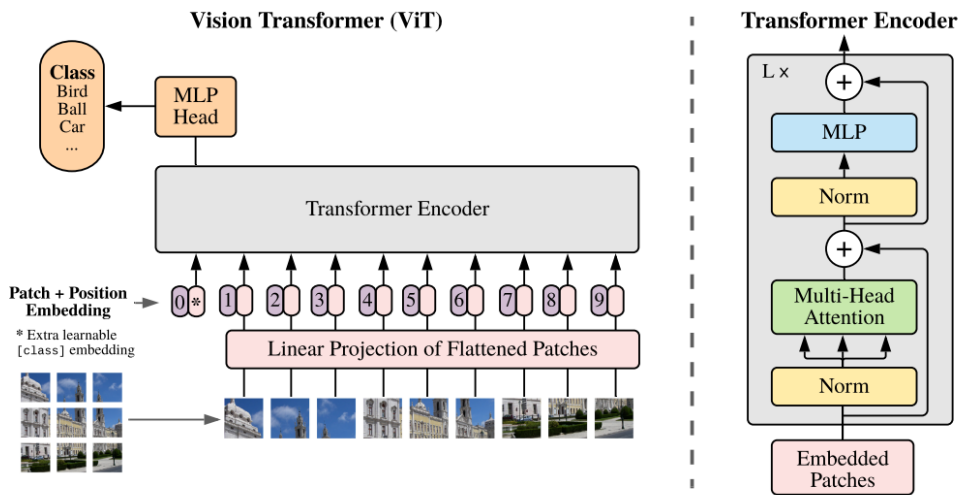 Vision Transformer (ViT)
Class
Bird
Ball
Car
...
MLP
Head
Transformer Encoder
Patch + Position
Embedding
* Extra learnable
[class] embedding
0 * 1 2 3 4 5 6 7 8 9
Linear Projection of Flattened Patches
Transformer Encoder
L ×
+
MLP
Norm
+
Multi-Head
Attention
Norm
Embedded
Patches